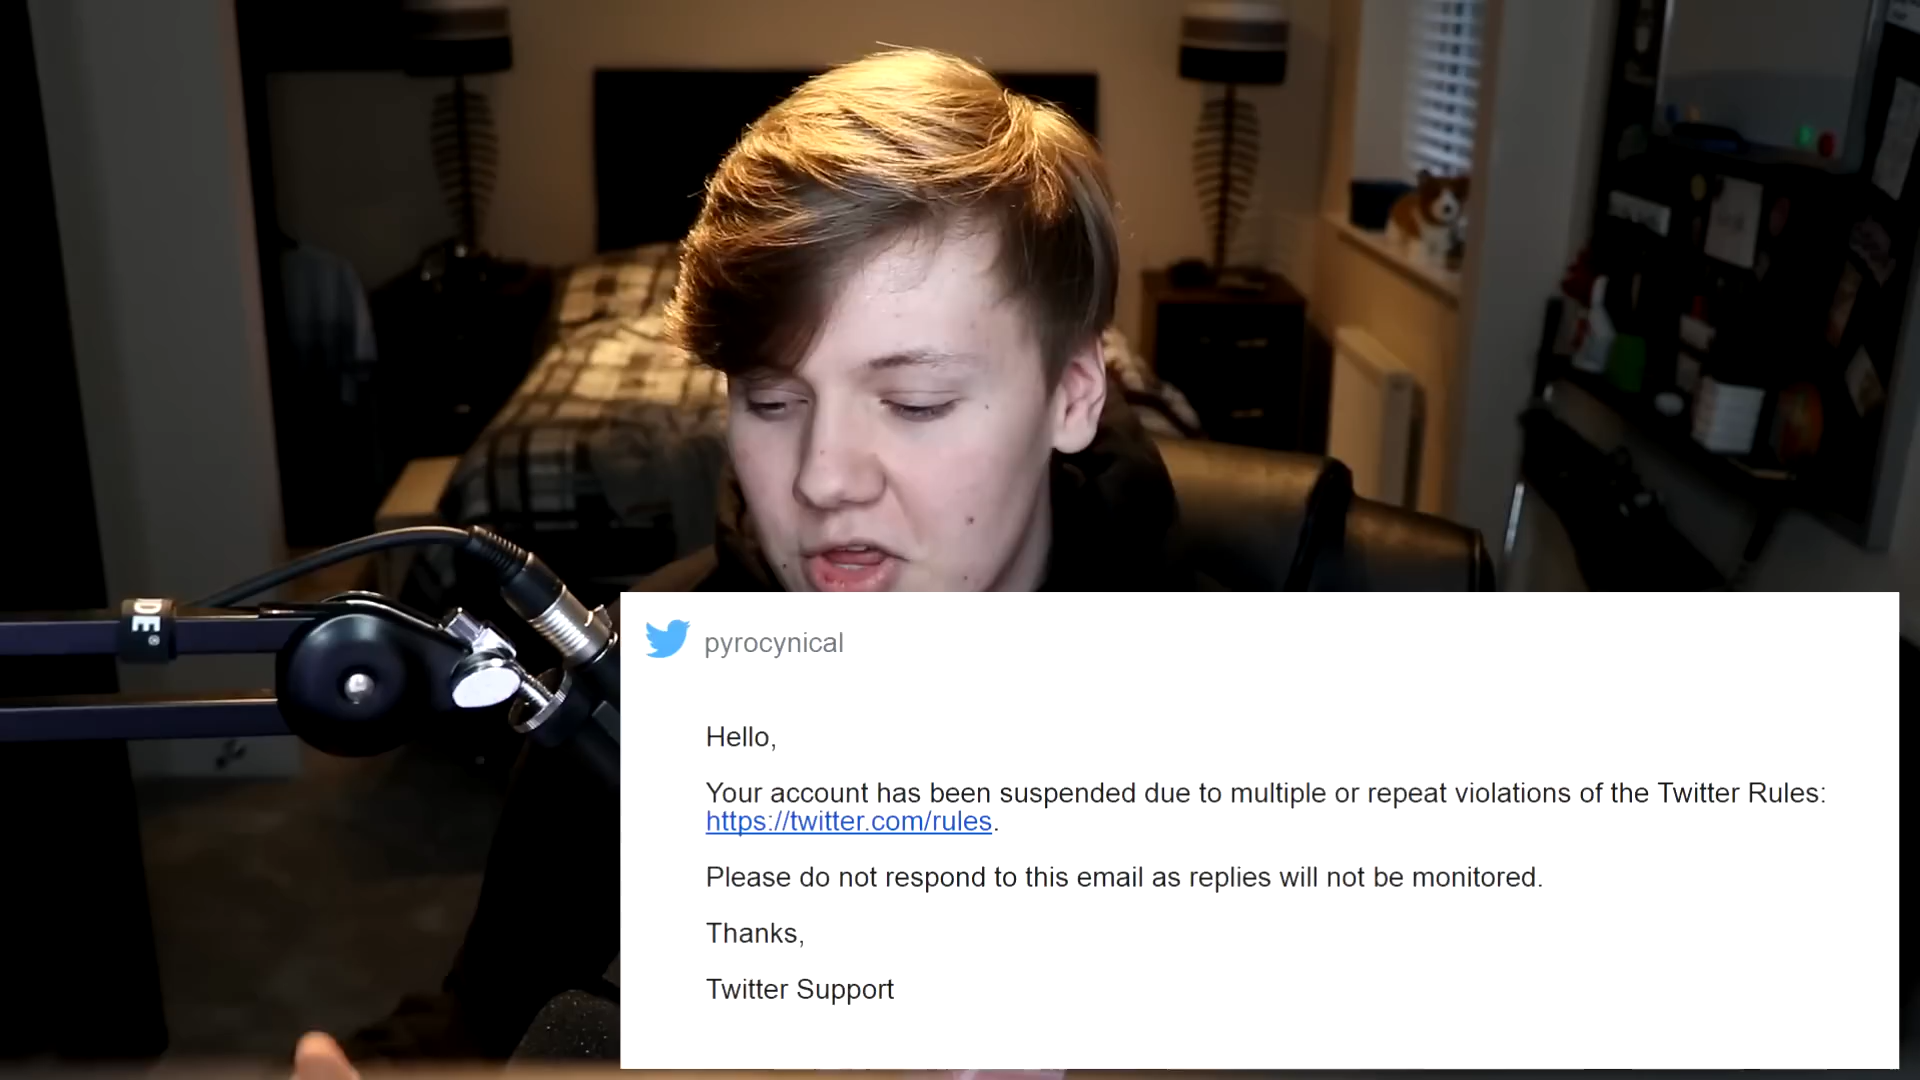 DE
pyrocynical
Hello,
Your account has been suspended due to multiple or repeat violations of the Twitter Rules:
https://twitter.com/rules.
Please do not respond to this email as replies will not be monitored.
Thanks,
Twitter Support